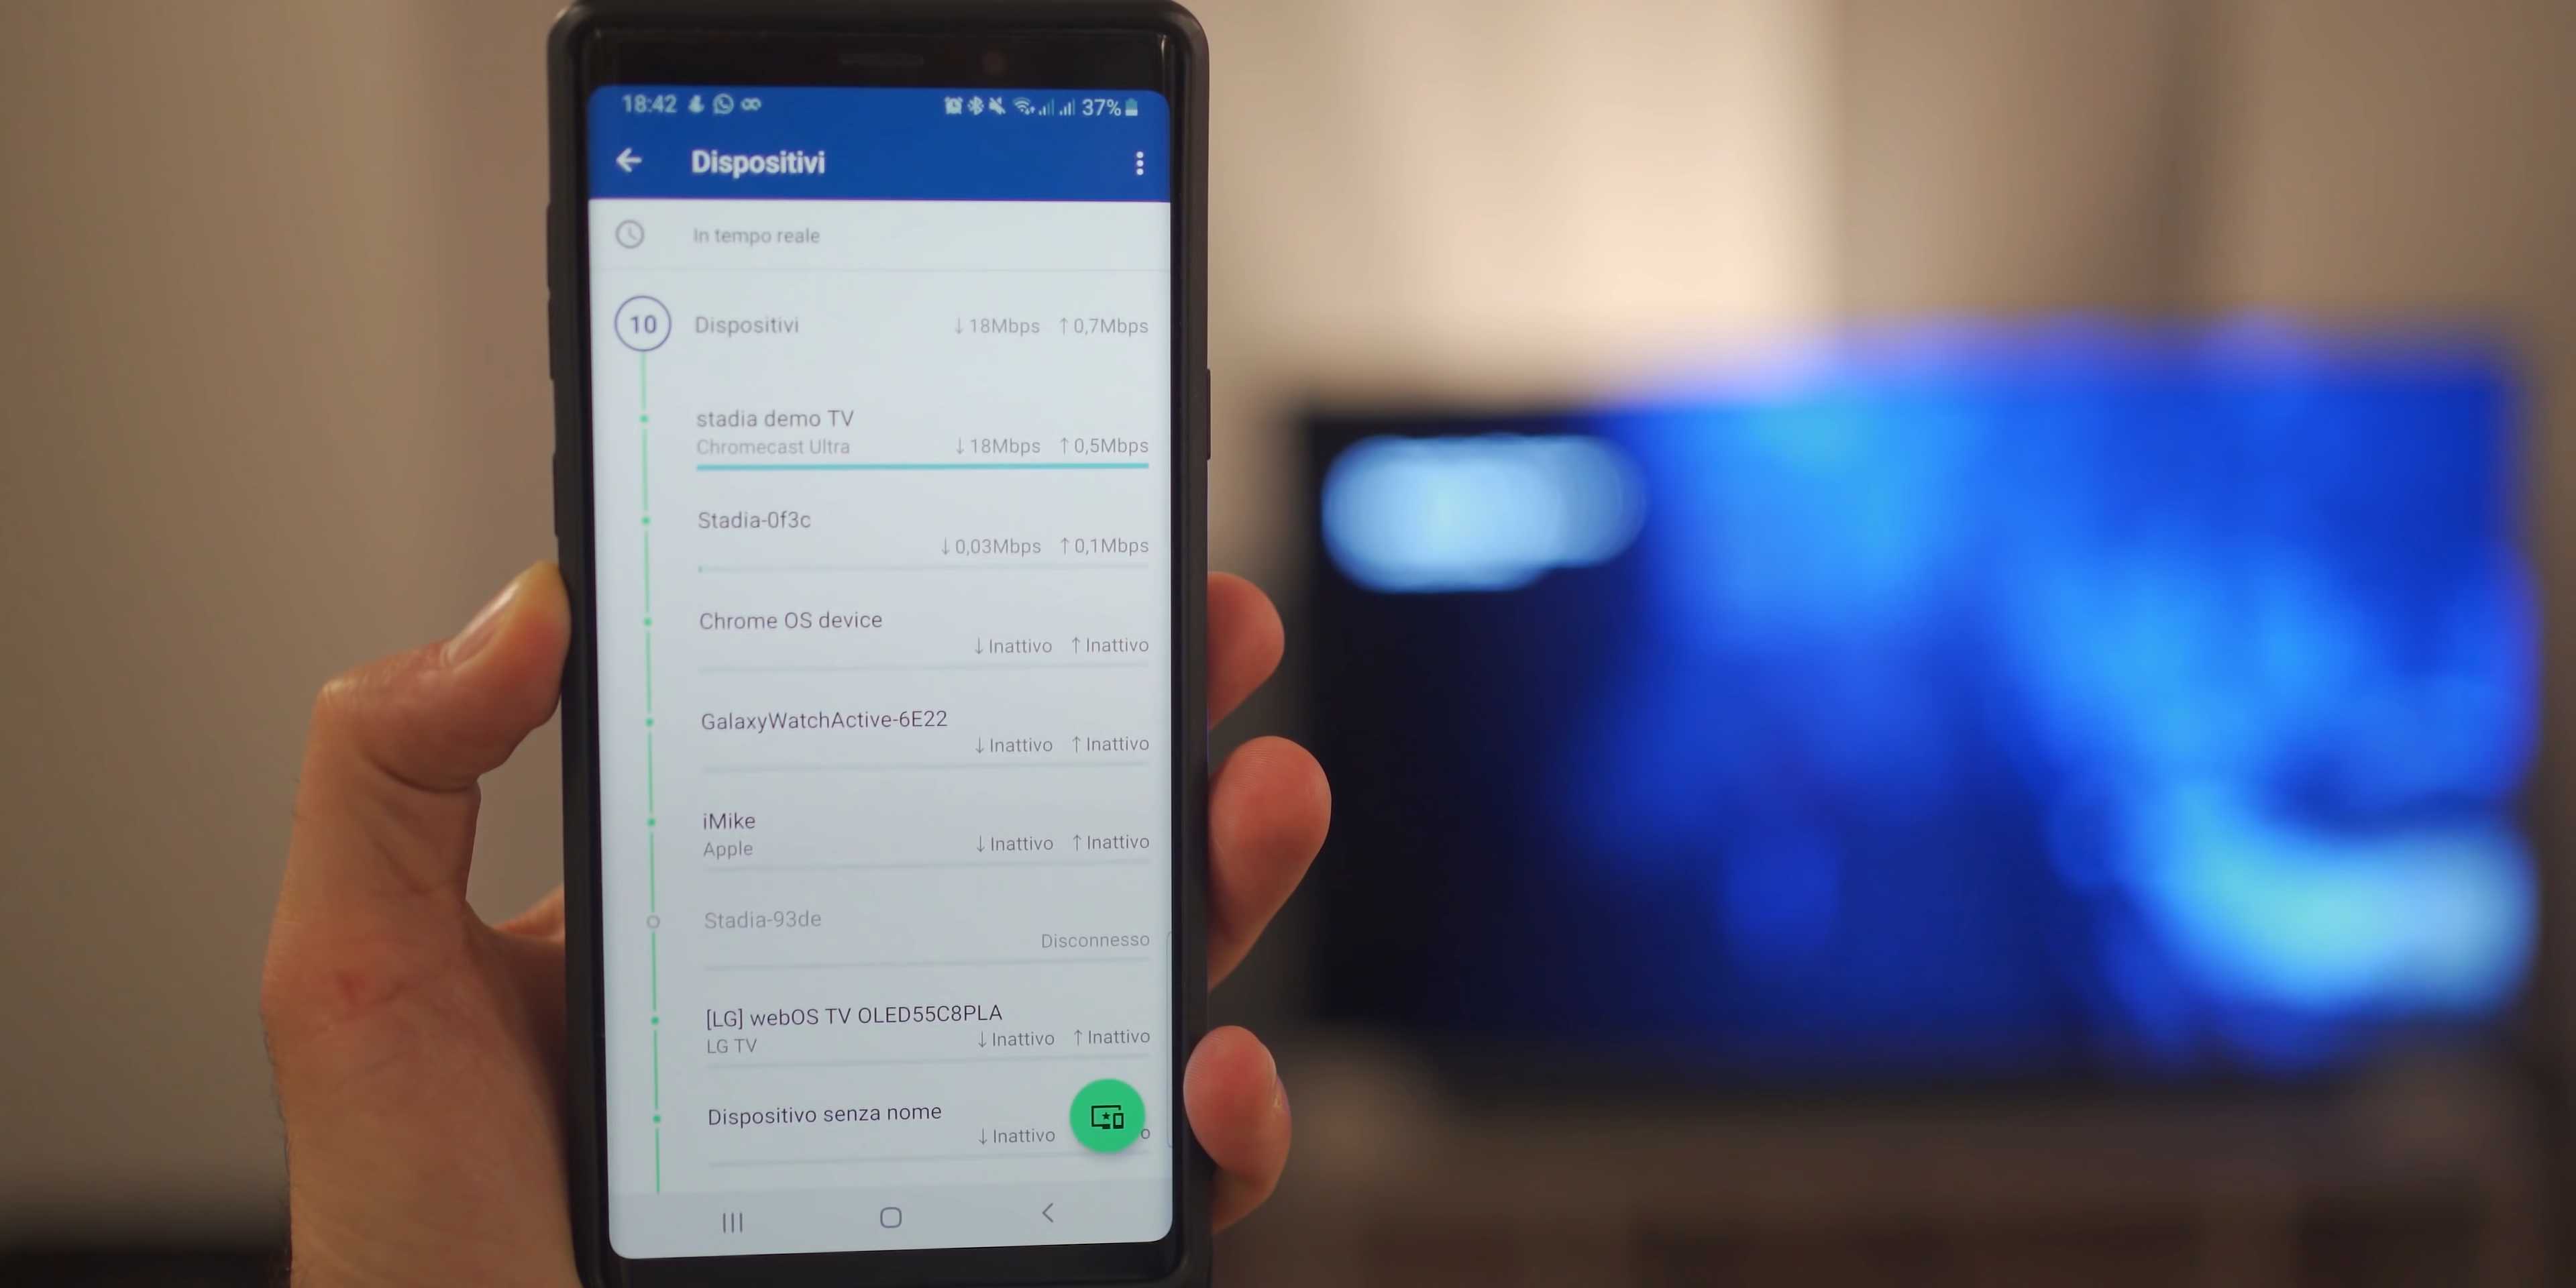 18:42 37%
Dispositivi
In tempo reale
10 Dispositivi ↓18Mbps ↑0,7Mbps
stadia demo TV
Chromecast Ultra ↓18Mbps ↑0,5Mbps
Stadia-0f3c
↓0,03Mbps ↑0,1Mbps
Chrome OS device
↓Inattivo ↑Inattivo
GalaxyWatchActive-6E22
↓Inattivo ↑Inattivo
iMike
Apple ↓Inattivo ↑Inattivo
Stadia-93de
Disconnesso
[LG] webOS TV OLED55C8PLA
LG TV ↓Inattivo ↑Inattivo
Dispositivo senza nome
↓Inattivo o